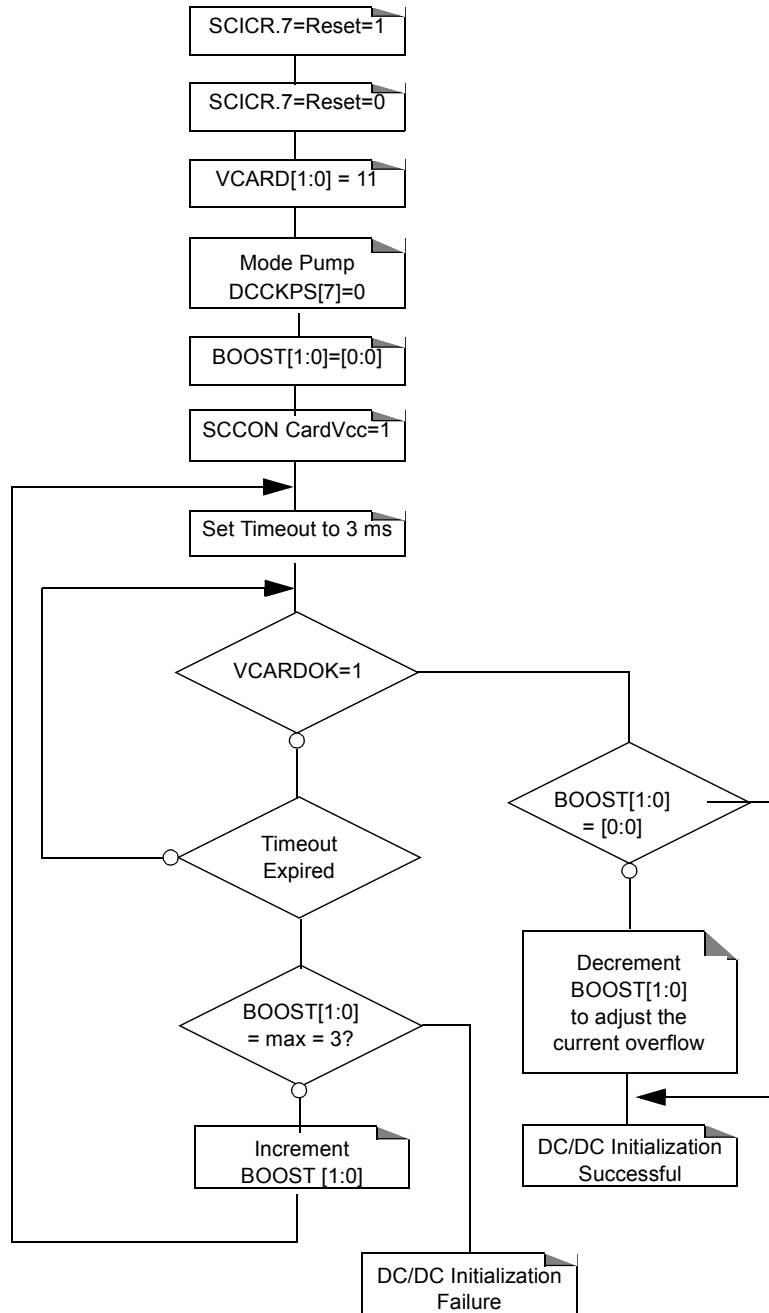 SCICR.7=Reset=1
SCICR.7=Reset=0
VCARD[1:0] = 11
Mode Pump
DCCKPS[7]=0
BOOST[1:0]=[0:0]
SCCON CardVcc=1
Set Timeout to 3 ms
VCARDOK=1
BOOST[1:0]
= [0:0]
Timeout
Expired
Decrement
BOOST[1:0]
to adjust the
current overflow
BOOST[1:0]
= max = 3?
Increment
BOOST [1:0]
DC/DC Initialization
Successful
DC/DC Initialization
Failure